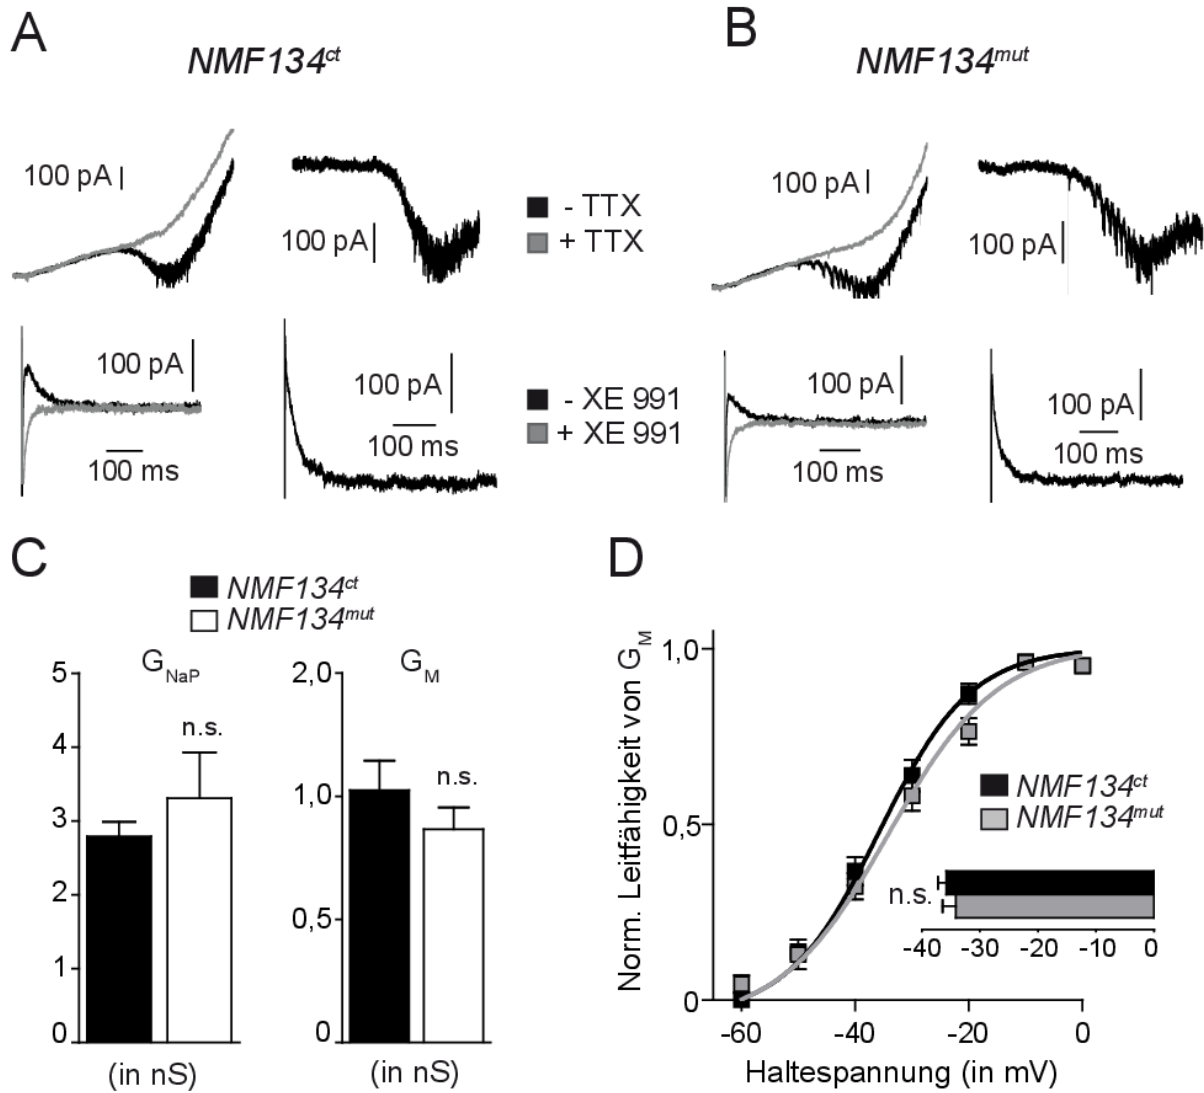 A
B
NMF134ct
NMF134mut
100 pA
100 pA
- TTX
+ TTX
100 pA
100 pA
100 pA
100 ms
100 pA
100 ms
- XE 991
+ XE 991
100 pA
100 ms
100 pA
100 ms
C
D
NMF134ct
NMF134mut
GNaP
5
4
3
2
1
0
n.s.
(in nS)
GM
2,0
1,0
0,5
0
n.s.
(in nS)
Norm. Leitfähigkeit von GM
1,0
0,5
0
-60
-40
-20
0
Haltespannung (in mV)
NMF134ct
NMF134mut
n.s.
-40
-30
-20
-10
0